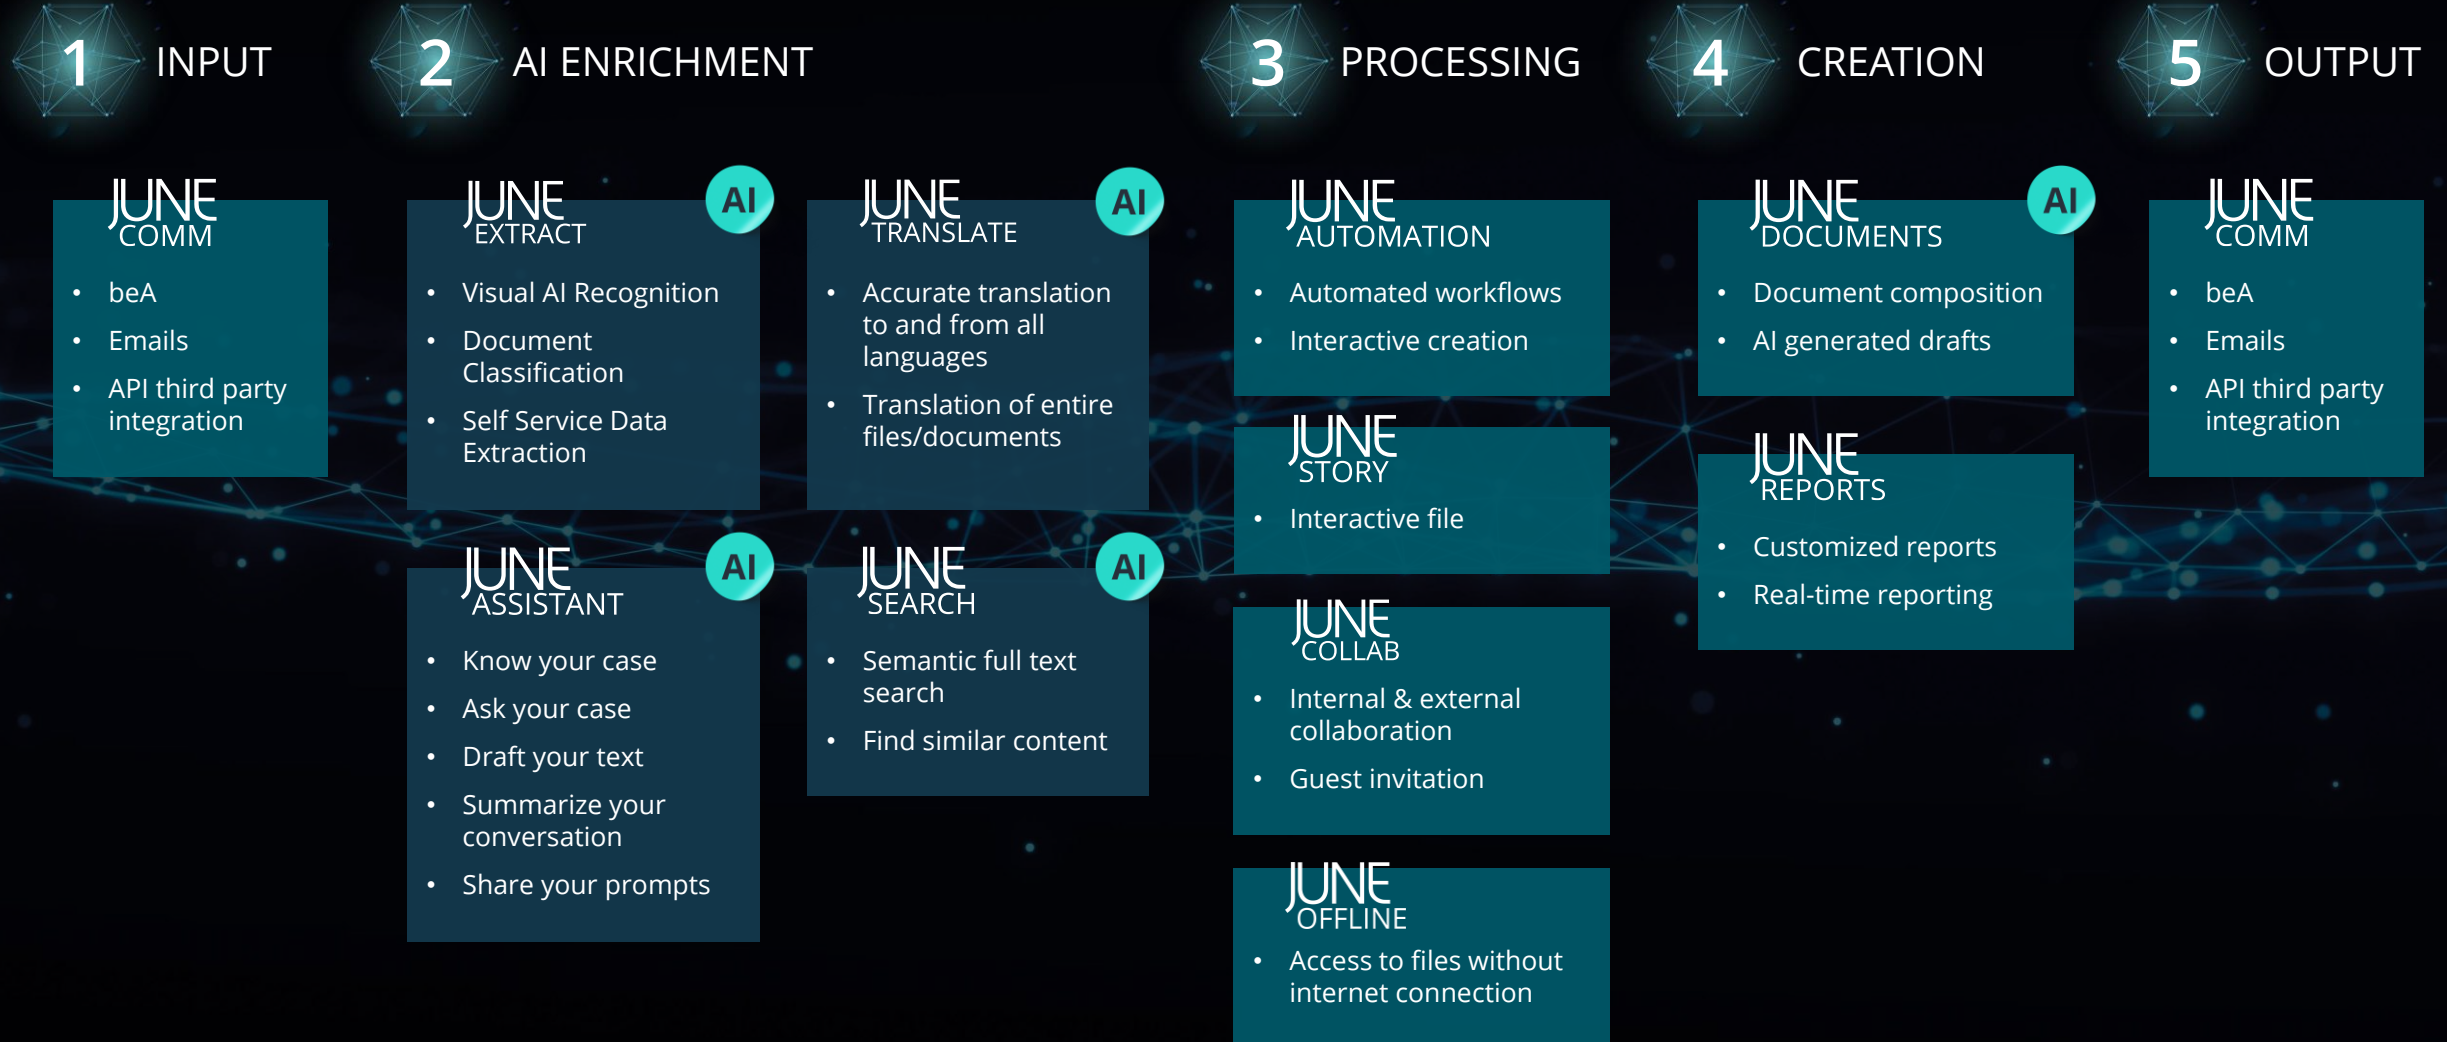 1 INPUT
JUNE
COMM
• beA
• Emails
• API third party
integration
2 AI ENRICHMENT
JUNE
EXTRACT
AI
• Visual AI Recognition
• Document
Classification
• Self Service Data
Extraction
JUNE
TRANSLATE
AI
• Accurate translation
to and from all
languages
• Translation of entire
files/documents
JUNE
ASSISTANT
AI
• Know your case
• Ask your case
• Draft your text
• Summarize your
conversation
• Share your prompts
JUNE
SEARCH
AI
• Semantic full text
search
• Find similar content
3 PROCESSING
JUNE
AUTOMATION
• Automated workflows
• Interactive creation
JUNE
STORY
• Interactive file
JUNE
COLLAB
• Internal & external
collaboration
• Guest invitation
JUNE
OFFLINE
• Access to files without
internet connection
4 CREATION
JUNE
DOCUMENTS
AI
• Document composition
• AI generated drafts
JUNE
REPORTS
• Customized reports
• Real-time reporting
5 OUTPUT
JUNE
COMM
• beA
• Emails
• API third party
integration